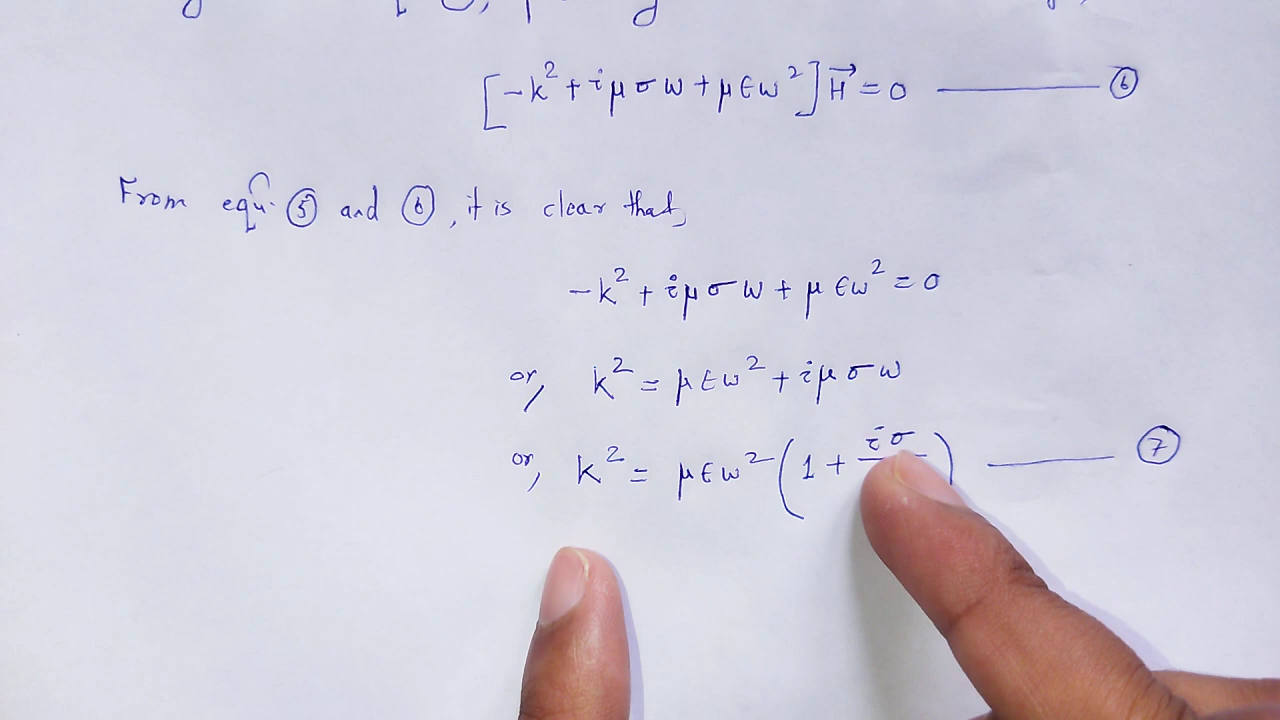 [-k² + iμσω + μεω²] H⃗ = 0 ——— ⑥
From equⁿ. ⑤ and ⑥, it is clear that,
-k² + iμσω + μεω² = 0
or, k² = μεω² + iμσω
or, k² = μεω² (1 + iσ) ——— ⑦